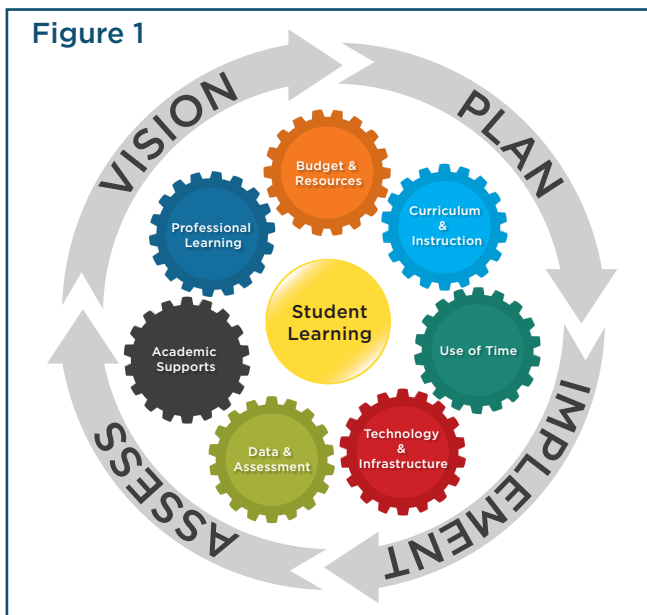 Figure 1
VISION
PLAN
IMPLEMENT
ASSESS
Budget &
Resources
Curriculum
&
Instruction
Use of Time
Technology
&
Infrastructure
Data &
Assessment
Academic
Supports
Professional
Learning
Student
Learning